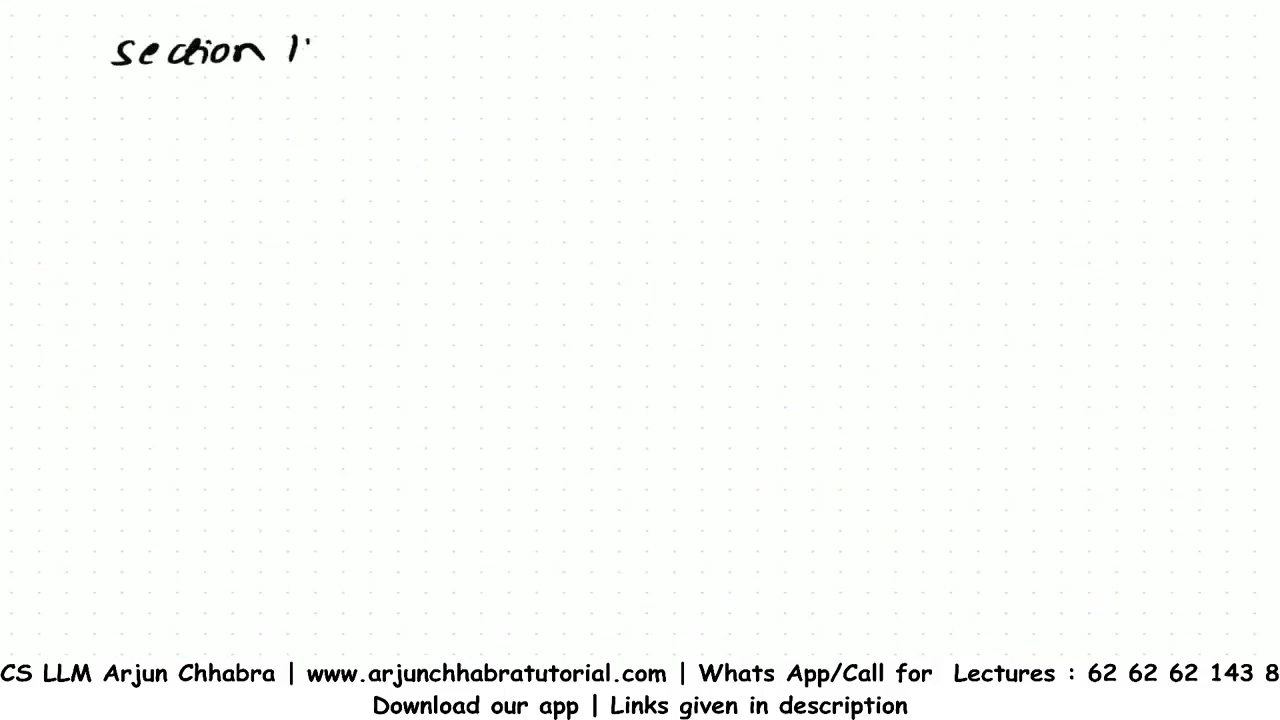 section 1
CS LLM Arjun Chhabra | www.arjunchhabratutorial.com | Whats App/Call for Lectures : 62 62 62 143 8
Download our app | Links given in description